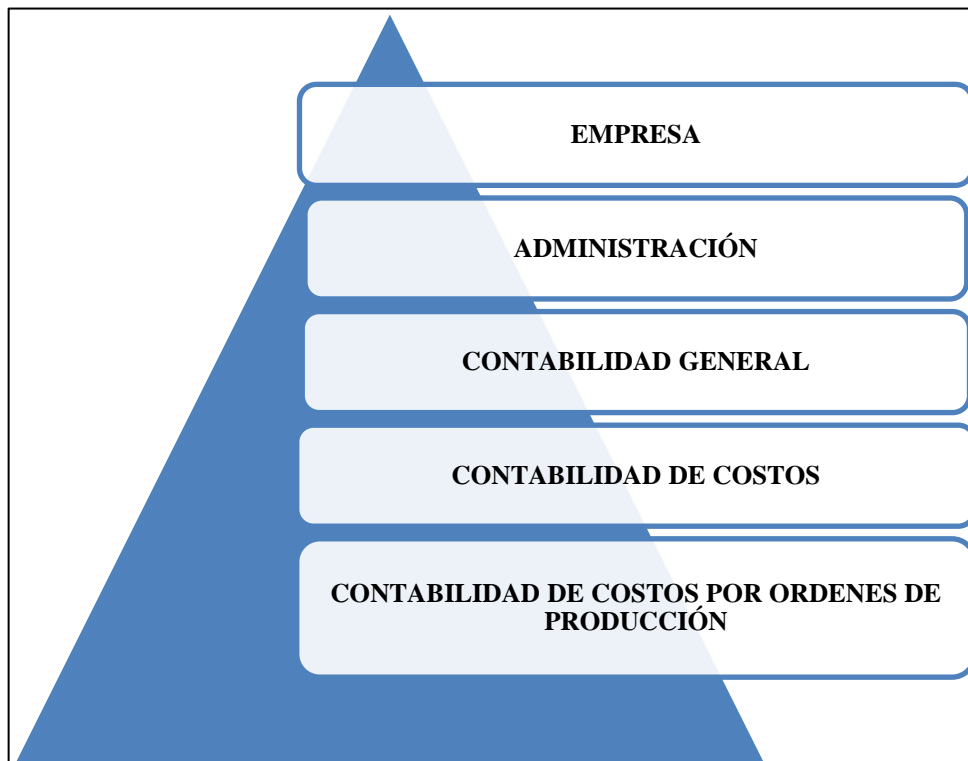 EMPRESA
ADMINISTRACIÓN
CONTABILIDAD GENERAL
CONTABILIDAD DE COSTOS
CONTABILIDAD DE COSTOS POR ORDENES DE
PRODUCCIÓN